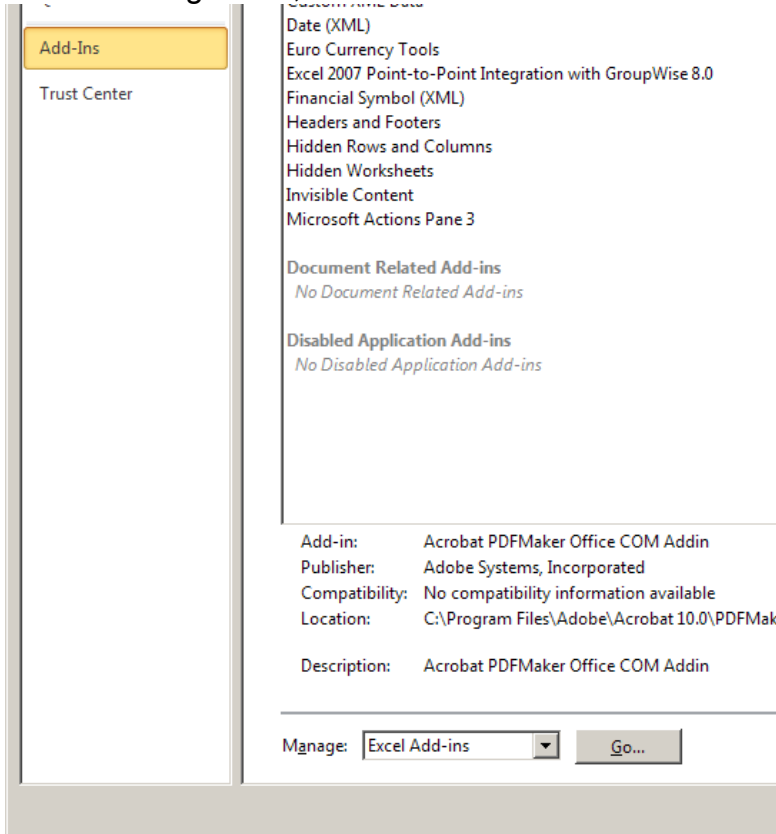 Add-Ins
Trust Center
Custom XML Data
Date (XML)
Euro Currency Tools
Excel 2007 Point-to-Point Integration with GroupWise 8.0
Financial Symbol (XML)
Headers and Footers
Hidden Rows and Columns
Hidden Worksheets
Invisible Content
Microsoft Actions Pane 3
Document Related Add-ins
No Document Related Add-ins
Disabled Application Add-ins
No Disabled Application Add-ins
Add-in: Acrobat PDFMaker Office COM Addin
Publisher: Adobe Systems, Incorporated
Compatibility: No compatibility information available
Location: C:\Program Files\Adobe\Acrobat 10.0\PDFMak
Description: Acrobat PDFMaker Office COM Addin
Manage: Excel Add-ins Go...